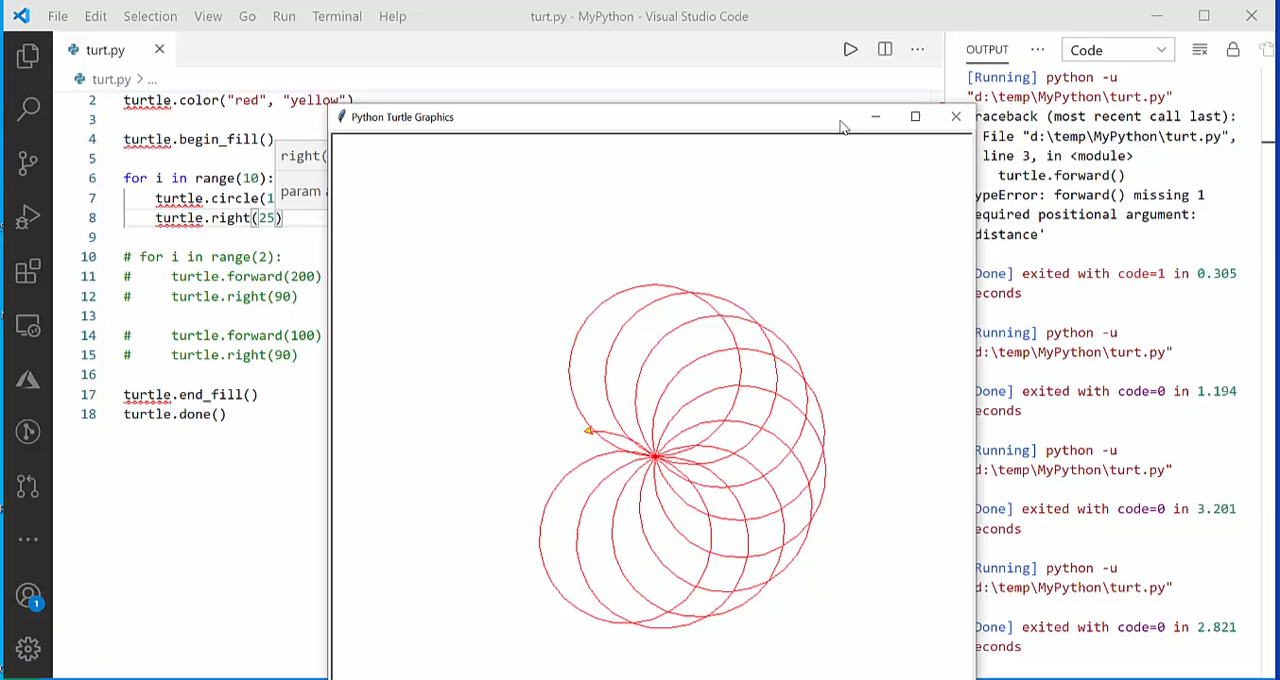 File Edit Selection View Go Run Terminal Help turt.py - MyPython - Visual Studio Code
turt.py
turt.py > ...
2 turtle.color("red", "yellow")
3
4 turtle.begin_fill()
5
6 for i in range(10):
7 turtle.circle(1
8 turtle.right(25)
9
10 # for i in range(2):
11 # turtle.forward(200)
12 # turtle.right(90)
13
14 # turtle.forward(100)
15 # turtle.right(90)
16
17 turtle.end_fill()
18 turtle.done()
right(
param
Python Turtle Graphics
OUTPUT ... Code
[Running] python -u
"d:\temp\MyPython\turt.py"
raceback (most recent call last):
File "d:\temp\MyPython\turt.py",
line 3, in <module>
turtle.forward()
ypeError: forward() missing 1
equired positional argument:
distance'
Done] exited with code=1 in 0.305
econds
Running] python -u
d:\temp\MyPython\turt.py"
Done] exited with code=0 in 1.194
econds
Running] python -u
d:\temp\MyPython\turt.py"
Done] exited with code=0 in 3.201
econds
Running] python -u
d:\temp\MyPython\turt.py"
Done] exited with code=0 in 2.821
econds
1